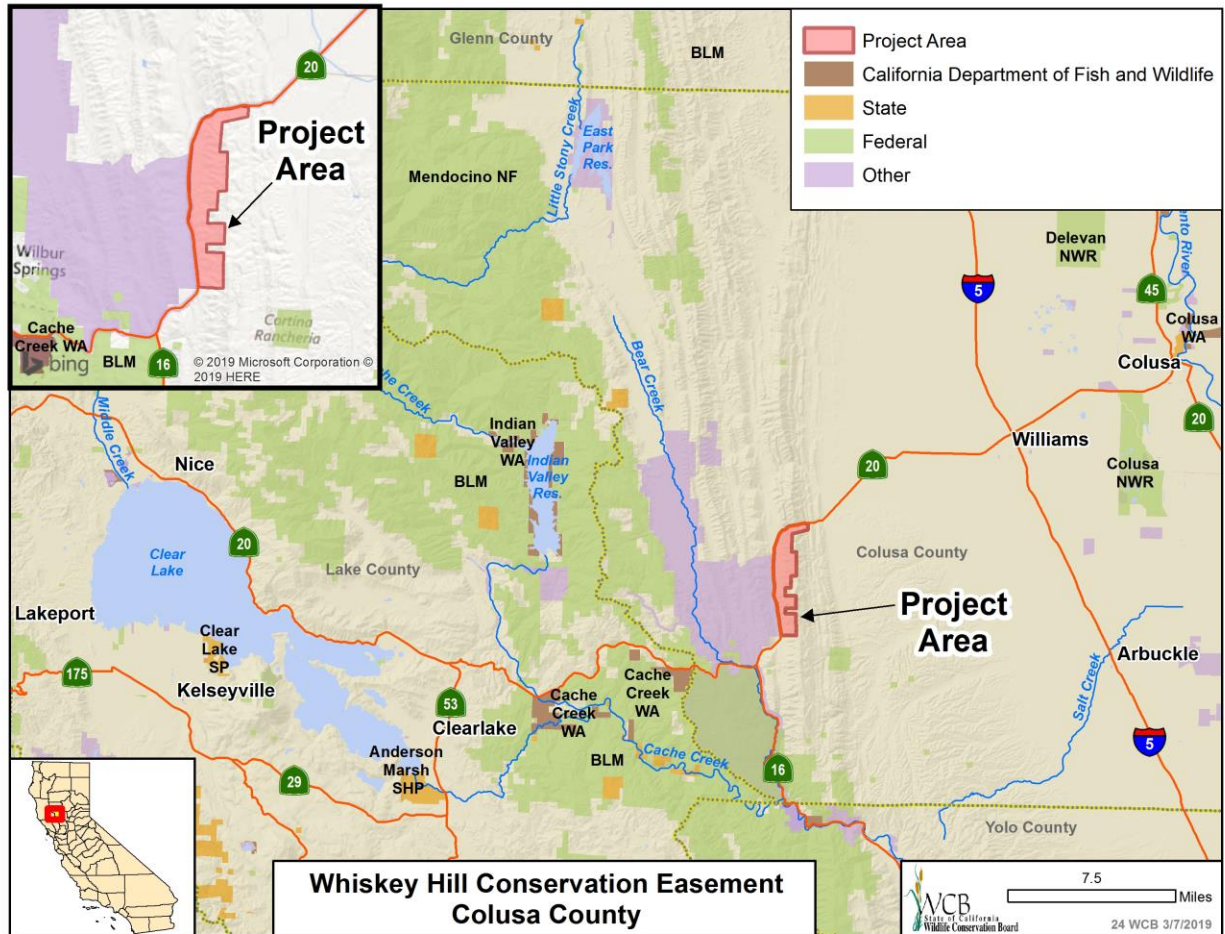 20
Project
Area
Wilbur
Springs
Cache
Creek WA
BLM
16
Cortina
Rancheria
bing
© 2019 Microsoft Corporation ©
2019 HERE
Glenn County
BLM
Project Area
California Department of Fish and Wildlife
State
Federal
Other
Little Stony Creek
East
Park
Res.
Mendocino NF
Delevan
NWR
5
45
Colusa
WA
Colusa
20
Bear Creek
Indian
Valley
WA
Indian
Valley
Res.
BLM
Middle Creek
Nice
Williams
20
Colusa
NWR
Clear
Lake
20
Lake County
Colusa County
Project
Area
Lakeport
Clear
Lake
SP
Kelseyville
175
53
Clearlake
Cache
Creek
WA
Cache
Creek
WA
BLM
Cache Creek
Arbuckle
Salt Creek
5
16
Anderson
Marsh
SHP
29
Yolo County
Whiskey Hill Conservation Easement
Colusa County
WCB
State of California
Wildlife Conservation Board
7.5
Miles
24 WCB 3/7/2019